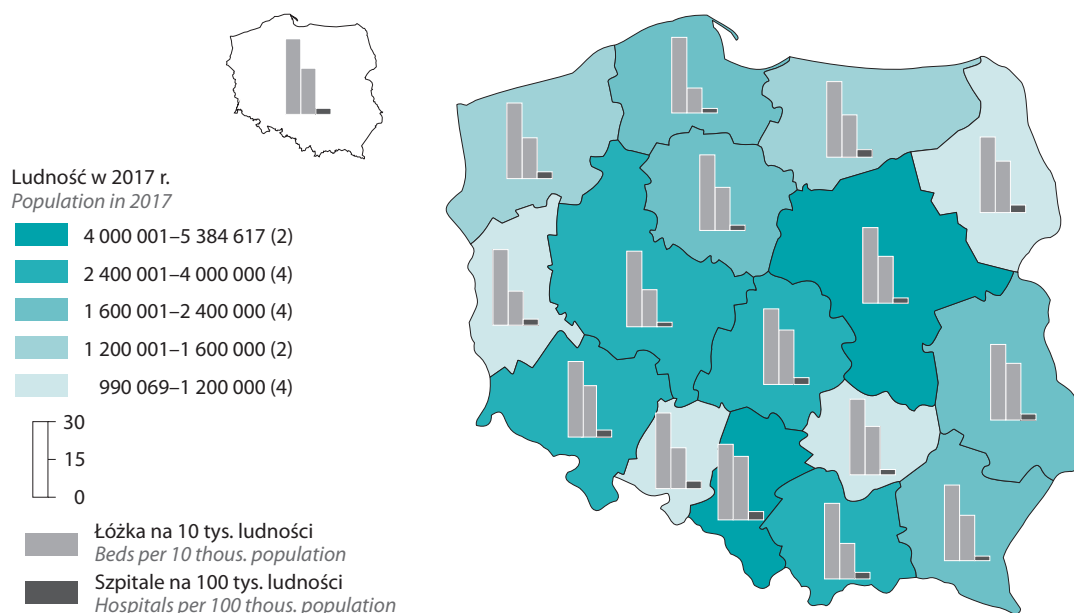 Ludność w 2017 r.
Population in 2017
4 000 001–5 384 617 (2)
2 400 001–4 000 000 (4)
1 600 001–2 400 000 (4)
1 200 001–1 600 000 (2)
990 069–1 200 000 (4)
30
15
0
Łóżka na 10 tys. ludności
Beds per 10 thous. population
Szpitale na 100 tys. ludności
Hospitals per 100 thous. population